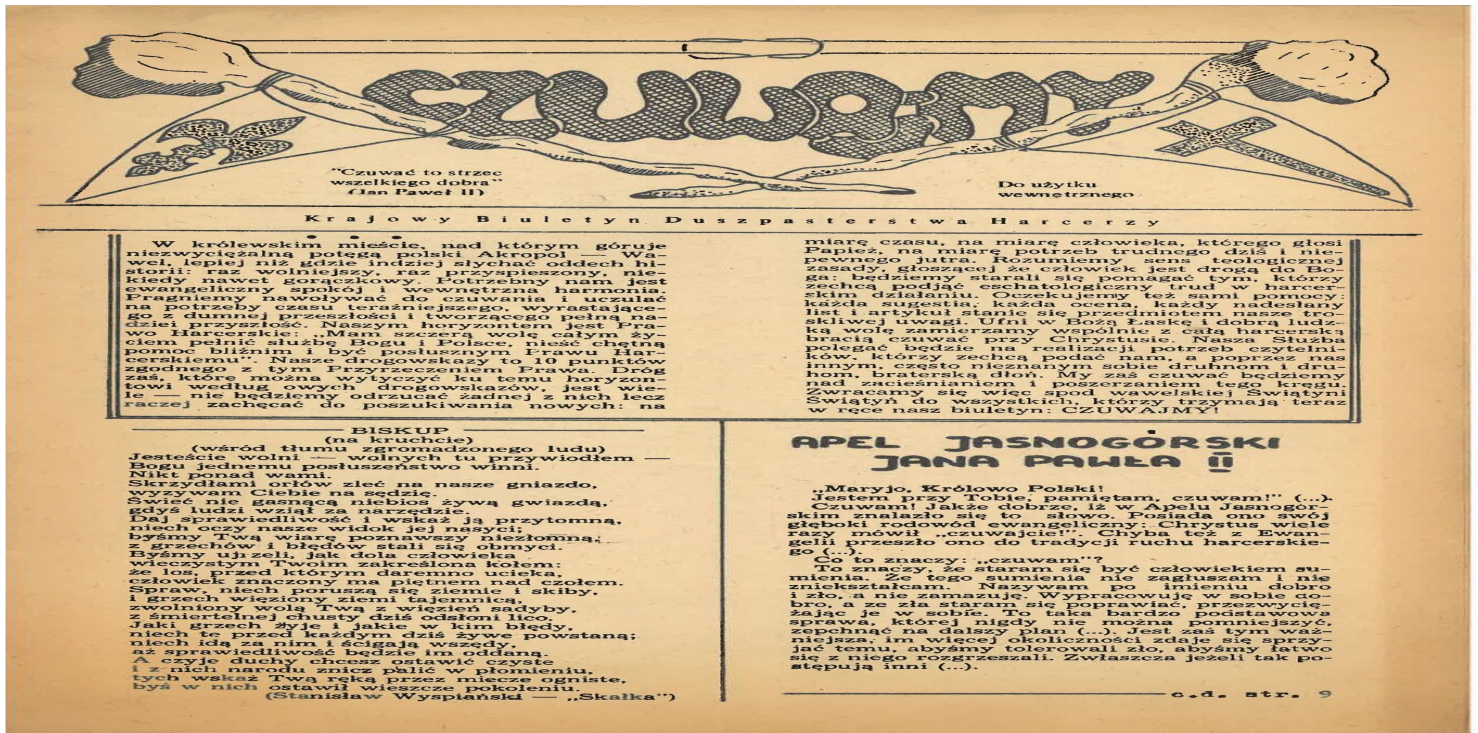 CZUWAJMY
"Czuwać to strzec
wszelkiego dobra"
(Jan Paweł II)
Do użytku
wewnętrznego
Krajowy Biuletyn Duszpasterstwa Harcerzy
W królewskim mieście, nad którym góruje
niezwyciężalną potęgą polski Akropol — Wa-
wel, lepiej niż gdzie indziej słychać oddech hi-
storii: raz wolniejszy, raz przyspieszony, nie-
kiedy nawet gorączkowy. Potrzebny nam jest
ewangeliczny spokój i wewnętrzna harmonia.
Pragniemy nawoływać do czuwania i uczulać
na potrzeby czasu teraźniejszego, wyrastające-
go z dumnej przeszłości i tworzącego pełną na-
dziei przyszłość. Naszym horyzontem jest Pra-
wo Harcerskie: „Mam szczerą wolę całym ży-
ciem pełnić służbę Bogu i Polsce, nieść chętną
pomoc bliźnim i być posłusznym Prawu Har-
cerskiemu". Nasze drogowskazy to 10 punktów
zgodnego z tym Przyrzeczeniem Prawa. Dróg
zaś, które można wytyczyć ku temu horyzon-
towi według owych drogowskazów, jest wie-
le — nie będziemy odrzucać żadnej z nich lecz
raczej zachęcać do poszukiwania nowych: na
miarę czasu, na miarę człowieka, którego głosi
Papież, na miarę potrzeb trudnego dziś i nie-
pewnego jutra. Rozumiemy sens teologicznej
zasady, głoszącej że człowiek jest drogą do Bo-
ga: będziemy starali się pomagać tym, którzy
zechcą podjąć eschatologiczny trud w harcer-
skim działaniu. Oczekujemy też sami pomocy:
każda sugestia, każda ocena, każdy nadesłany
list i artykuł stanie się przedmiotem nasze tro-
skliwej uwagi. Ufni w Bożą Łaskę i dobrą ludz-
ką wolę zamierzamy wspólnie z całą harcerską
bracią czuwać przy Chrystusie. Nasza Służba
polegać będzie na realizacji potrzeb czytelni-
ków, którzy zechcą podać nam, a poprzez nas
innym, często nieznanym sobie druhnom i dru-
hom, braterską dłoń. My zaś czuwać będziemy
nad zacieśnianiem i poszerzaniem tego kręgu.
Zwracamy się więc spod wawelskiej Świątyni
Świątyń do wszystkich, którzy trzymają teraz
w ręce nasz biuletyn: CZUWAJMY!
BISKUP
(na kruchcie)
(wśród tłumu zgromadzonego ludu)
Jesteście wolni — wolnych tu przywiodłem —
Bogu jednemu posłuszeństwo winni.
Nikt ponad wami.
Skrzydłami orłów zleć na nasze gniazdo,
wyzywam Ciebie na sędzię.
Świeć nie gasnącą niebios żywą gwiazdą,
gdyś ludzi wziął za narzędzie.
Daj sprawiedliwość i wskaż ją przytomną,
niech oczy nasze widok jej nasyci;
byśmy Twą wiarę poznawszy niezłomną,
z grzechów i błędów stali się obmyci.
Byśmy ujrzeli, jak dola człowieka
wieczystym Twoim zakreślona kołem:
że los, przed którym daremno ucieka,
człowiek znaczony ma piętnem nad czołem.
Spraw, niech poruszą się ziemie i skiby,
i grzech więziony ziemi tajemnicą,
zwolniony wolą Twą z więzień sadyby,
z śmiertelnej chusty dziś odsłoni lico.
Jaki grzech żyje i jakie w kim błędy,
niech te przed każdym dziś żywe powstaną;
niech idą za nim i ścigają wszędy,
aż sprawiedliwość będzie im oddaną.
A czyje duchy chcesz ostawić czyste
i z nich narodu znicz palić w płomieniu,
tych wskaż Twą ręką przez miecze ogniste,
byś w nich ostawił wieszcze pokoleniu.
(Stanisław Wyspiański — „Skałka")
APEL JASNOGÓRSKI
JANA PAWŁA II
„Maryjo, Królowo Polski!
Jestem przy Tobie, pamiętam, czuwam!" (...).
Czuwam! Jakże dobrze, iż w Apelu Jasnogór-
skim znalazło się to słowo. Posiada ono swój
głęboki rodowód ewangeliczny: Chrystus wiele
razy mówił „czuwajcie!" Chyba też z Ewan-
gelii przeszło ono do tradycji ruchu harcerskie-
go (...).
Co to znaczy: „czuwam"?
To znaczy, że staram się być człowiekiem su-
mienia. Że tego sumienia nie zagłuszam i nie
zniekształcam. Nazywam po imieniu dobro
i zło, a nie zamazuję. Wypracowuję w sobie do-
bro, a ze zła staram się poprawiać, przezwycię-
żając je w sobie. To taka bardzo podstawowa
sprawa, której nigdy nie można pomniejszyć,
zepchnąć na dalszy plan (...). Jest zaś tym waż-
niejsza, im więcej okoliczności zdaje się sprzy-
jać temu, abyśmy tolerowali zło, abyśmy łatwo
się z niego rozgrzeszali. Zwłaszcza jeżeli tak po-
stępują inni (...).
c.d. str. 9